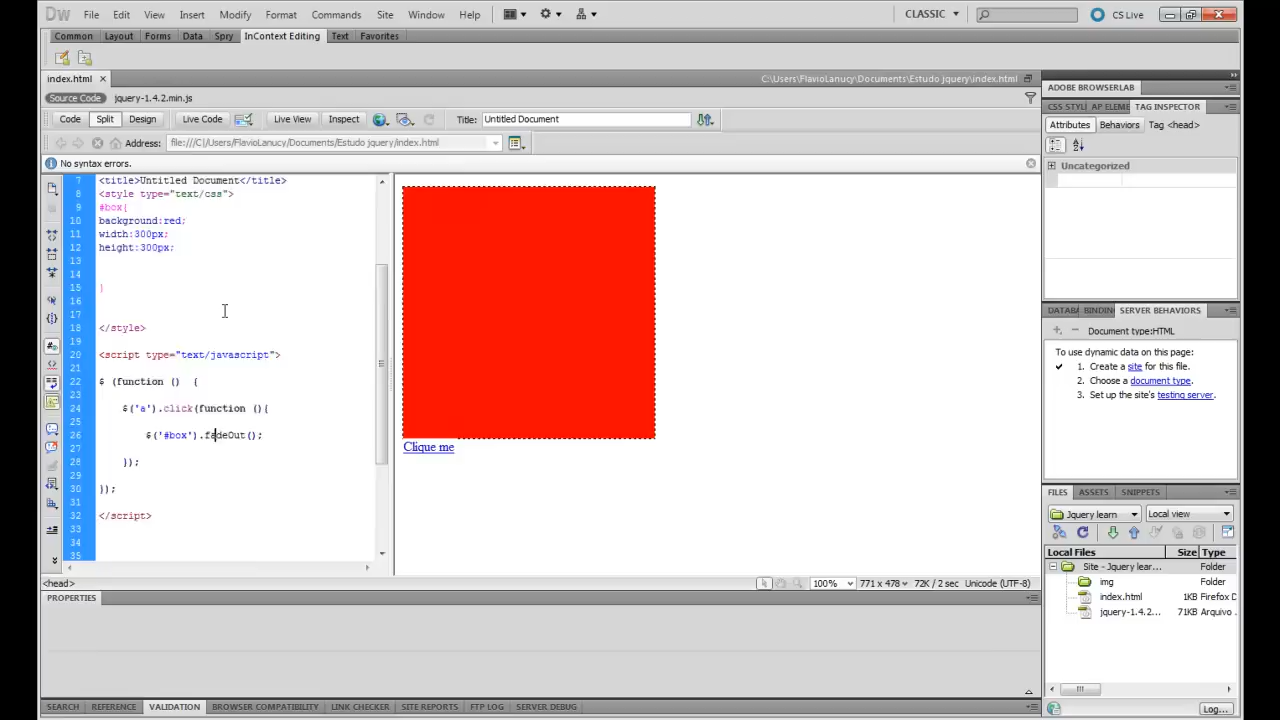 Dw File Edit View Insert Modify Format Commands Site Window Help CLASSIC CS Live
Common Layout Forms Data Spry InContext Editing Text Favorites
index.html C:\Users\FlavioLanucy\Documents\Estudo jquery\index.html
Source Code jquery-1.4.2.min.js
Code Split Design Live Code Live View Inspect Title: Untitled Document
Address: file:///C|/Users/FlavioLanucy/Documents/Estudo jquery/index.html
No syntax errors.
7 <title>Untitled Document</title>
8 <style type="text/css">
9 #box{
10 background:red;
11 width:300px;
12 height:300px;
13
14
15 }
16
17
18 </style>
19
20 <script type="text/javascript">
21
22 $ (function () {
23
24 $('a').click(function (){
25
26 $('#box').fadeOut();
27
28 });
29
30 });
31
32 </script>
33
34
35
Clique me
<head> 100% 771 x 478 72K / 2 sec Unicode (UTF-8)
PROPERTIES
SEARCH REFERENCE VALIDATION BROWSER COMPATIBILITY LINK CHECKER SITE REPORTS FTP LOG SERVER DEBUG
ADOBE BROWSERLAB
CSS STYL AP ELEME TAG INSPECTOR
Attributes Behaviors Tag <head>
Uncategorized
DATABA BINDIN SERVER BEHAVIORS
Document type:HTML
To use dynamic data on this page:
1. Create a site for this file.
2. Choose a document type.
3. Set up the site's testing server.
FILES ASSETS SNIPPETS
Jquery learn Local view
Local Files Size Type
Site - Jquery lear... Folder
img Folder
index.html 1KB Firefox D
jquery-1.4.2... 71KB Arquivo
Log...